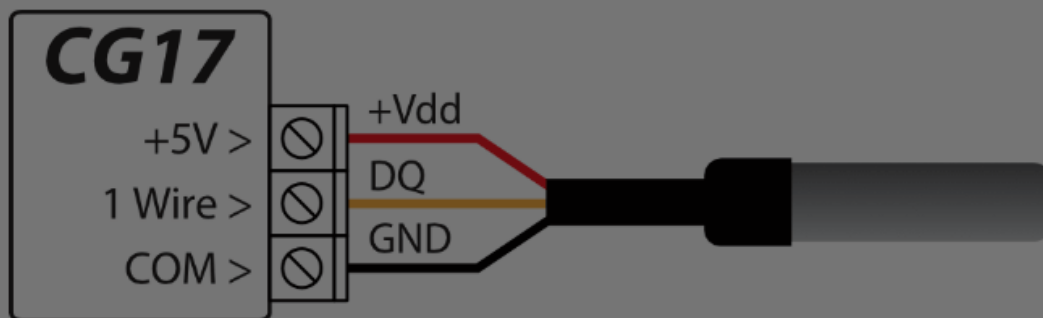 CG17
+5V > +Vdd
1 Wire > DQ
COM > GND